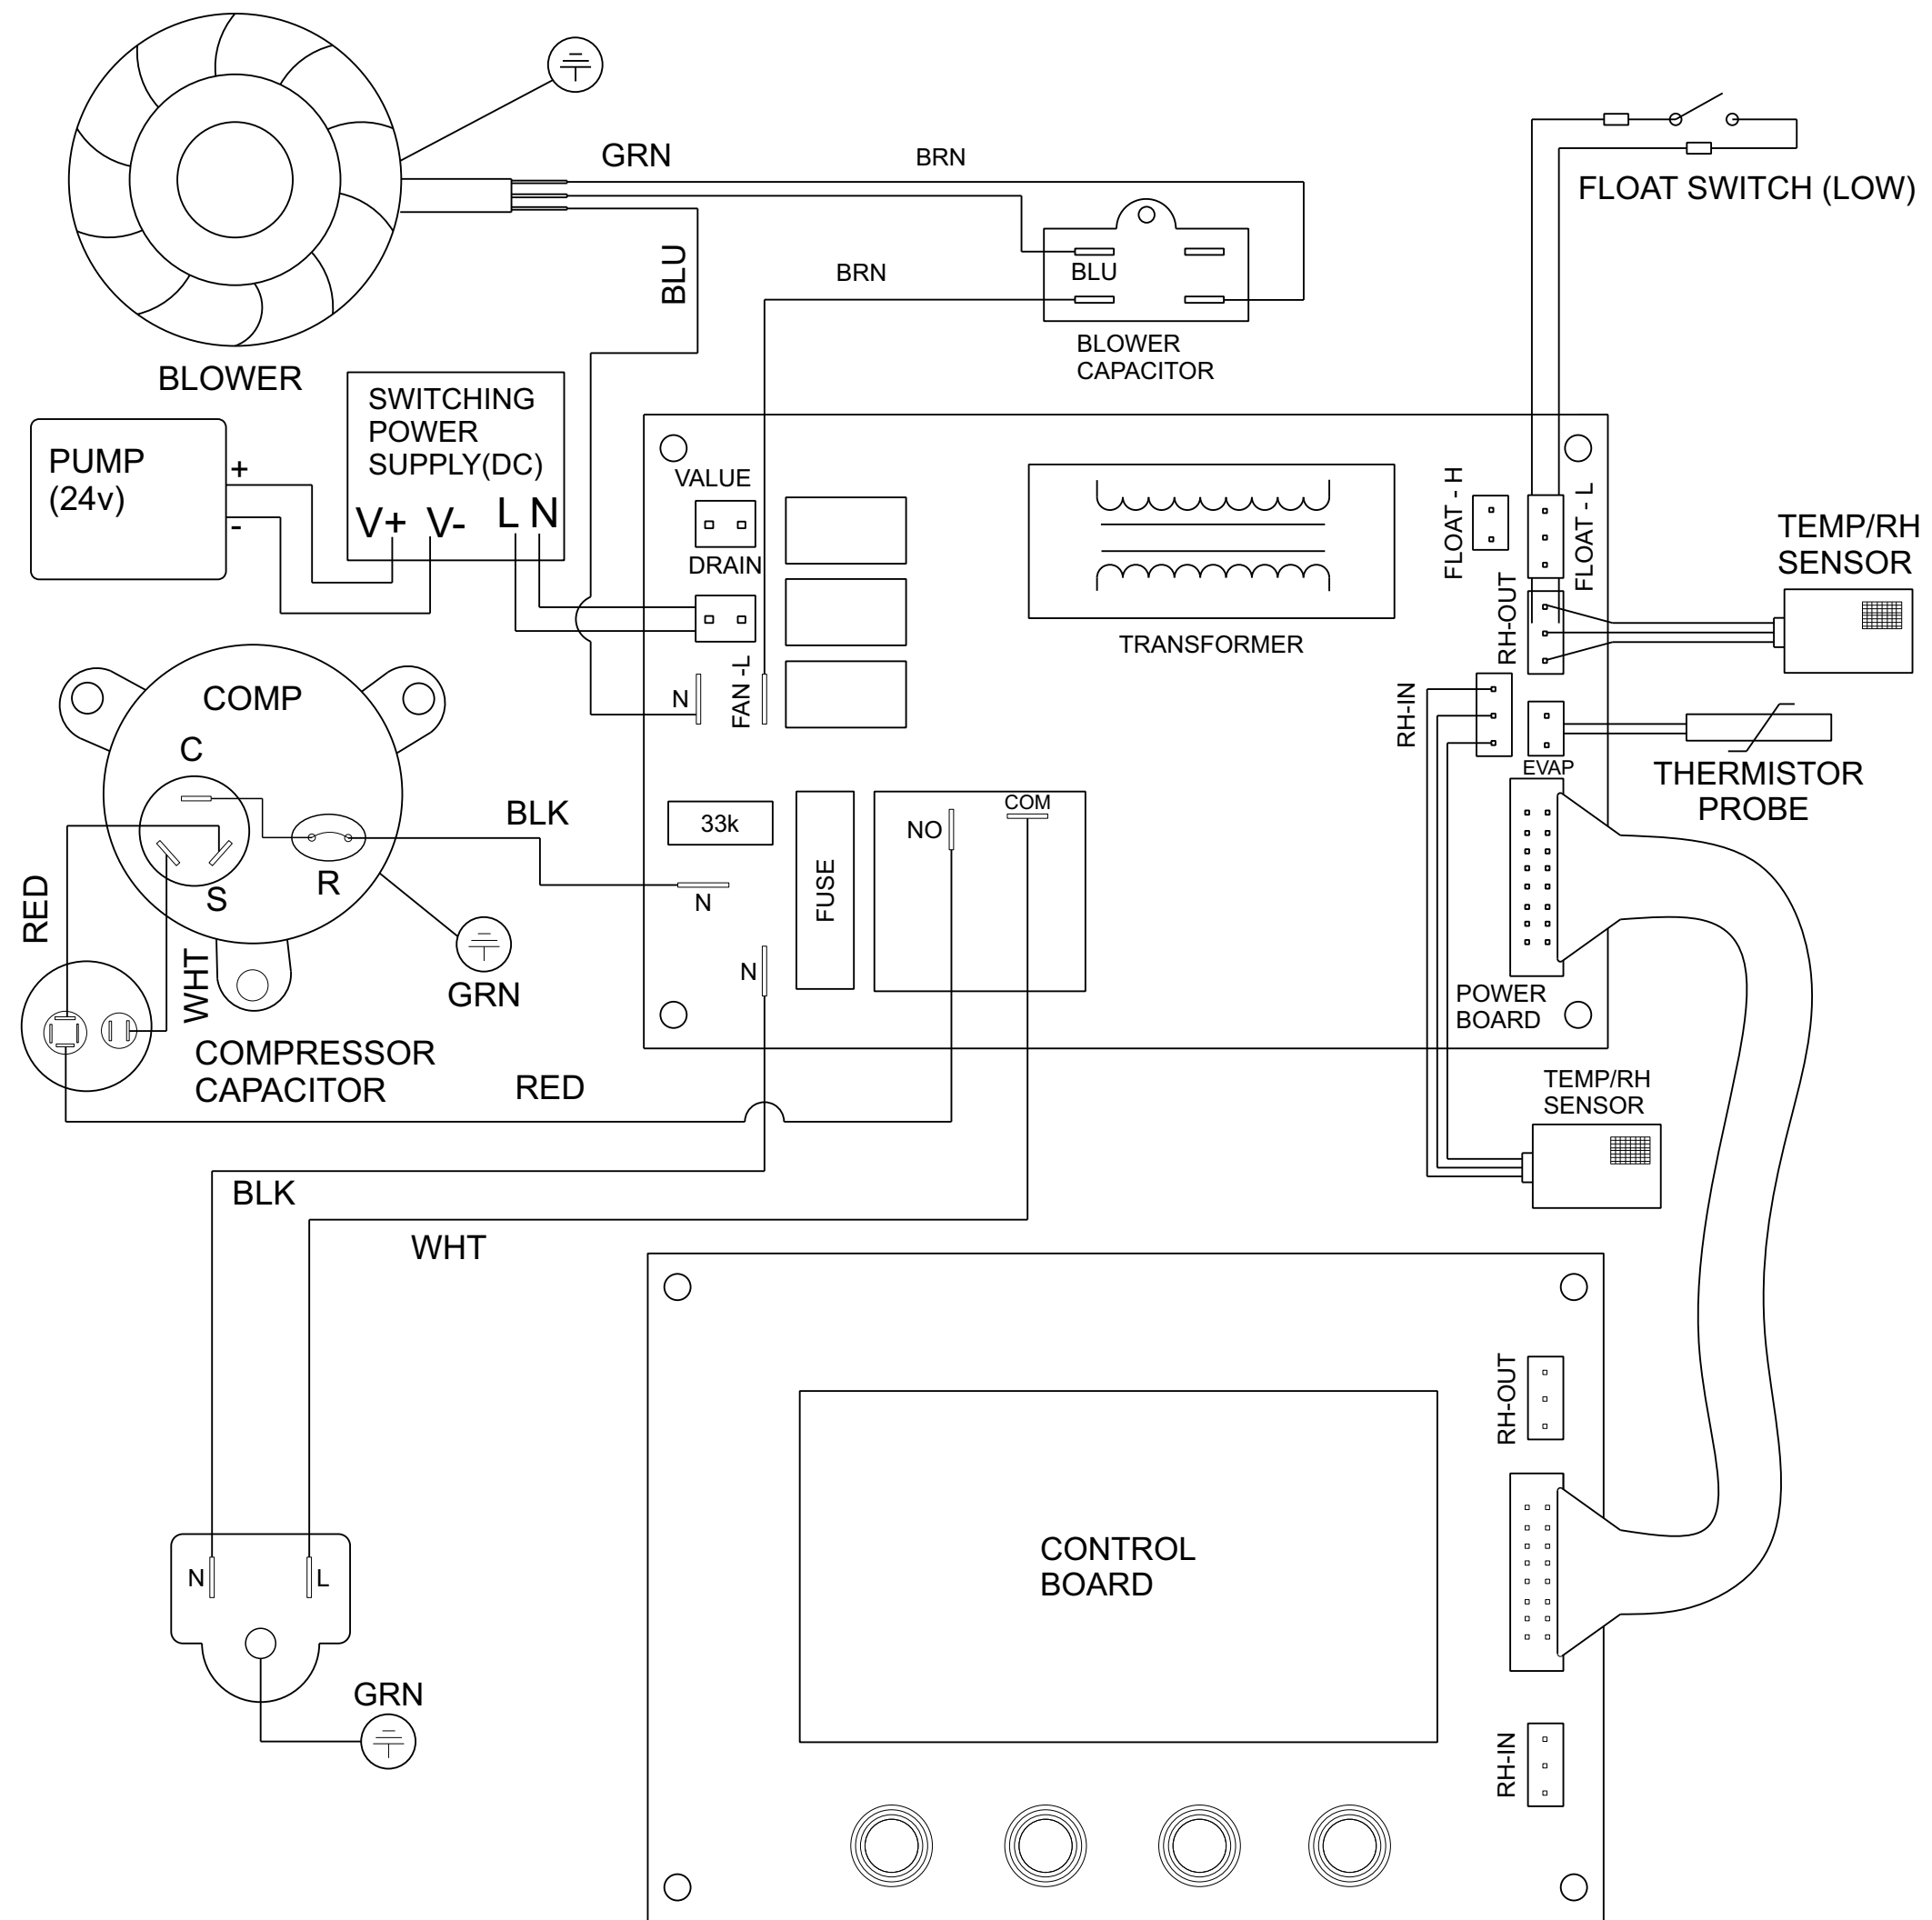 GRN
BRN
FLOAT SWITCH (LOW)
BLU
BRN
BLU
BLOWER
CAPACITOR
BLOWER
SWITCHING
POWER
SUPPLY(DC)
V+ V- L N
PUMP
(24v)
+
-
VALUE
DRAIN
FLOAT - H
FLOAT - L
TEMP/RH
SENSOR
TRANSFORMER
RH-OUT
N
FAN -L
RH-IN
EVAP
THERMISTOR
PROBE
COMP
C
S
R
BLK
33k
N
N
FUSE
NO
COM
RED
WHT
GRN
POWER
BOARD
COMPRESSOR
CAPACITOR
RED
TEMP/RH
SENSOR
BLK
WHT
RH-OUT
CONTROL
BOARD
N
L
GRN
RH-IN